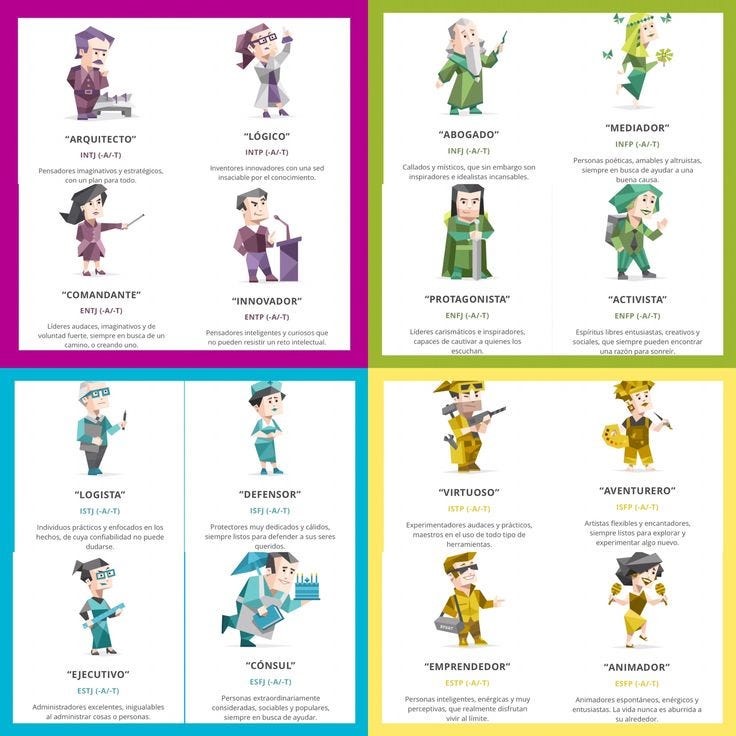 “ARQUITECTO”
INTJ (-A/-T)
Pensadores imaginativos y estratégicos,
con un plan para todo.
“LÓGICO”
INTP (-A/-T)
Inventores innovadores con una sed
insaciable por el conocimiento.
“COMANDANTE”
ENTJ (-A/-T)
Líderes audaces, imaginativos y de
voluntad fuerte, siempre en busca de un
camino, o creando uno.
“INNOVADOR”
ENTP (-A/-T)
Pensadores inteligentes y curiosos que
no pueden resistir un reto intelectual.
“ABOGADO”
INFJ (-A/-T)
Callados y místicos, que sin embargo son
inspiradores e idealistas incansables.
“MEDIADOR”
INFP (-A/-T)
Personas poéticas, amables y altruistas,
siempre en busca de ayudar a una
buena causa.
“PROTAGONISTA”
ENFJ (-A/-T)
Líderes carismáticos e inspiradores,
capaces de cautivar a quienes los
escuchan.
“ACTIVISTA”
ENFP (-A/-T)
Espíritus libres entusiastas, creativos y
sociales, que siempre pueden encontrar
una razón para sonreír.
“LOGISTA”
ISTJ (-A/-T)
Individuos prácticos y enfocados en los
hechos, de cuya confiabilidad no puede
dudarse.
“DEFENSOR”
ISFJ (-A/-T)
Protectores muy dedicados y cálidos,
siempre listos para defender a sus seres
queridos.
“EJECUTIVO”
ESTJ (-A/-T)
Administradores excelentes, inigualables
al administrar cosas o personas.
“CÓNSUL”
ESFJ (-A/-T)
Personas extraordinariamente
consideradas, sociales y populares,
siempre en busca de ayudar.
“VIRTUOSO”
ISTP (-A/-T)
Experimentadores audaces y prácticos,
maestros en el uso de todo tipo de
herramientas.
“AVENTURERO”
ISFP (-A/-T)
Artistas flexibles y encantadores,
siempre listos para explorar y
experimentar algo nuevo.
“EMPRENDEDOR”
ESTP (-A/-T)
Personas inteligentes, enérgicas y muy
perceptivas, que realmente disfrutan
vivir al límite.
“ANIMADOR”
ESFP (-A/-T)
Animadores espontáneos, enérgicos y
entusiastas. La vida nunca es aburrida a
su alrededor.